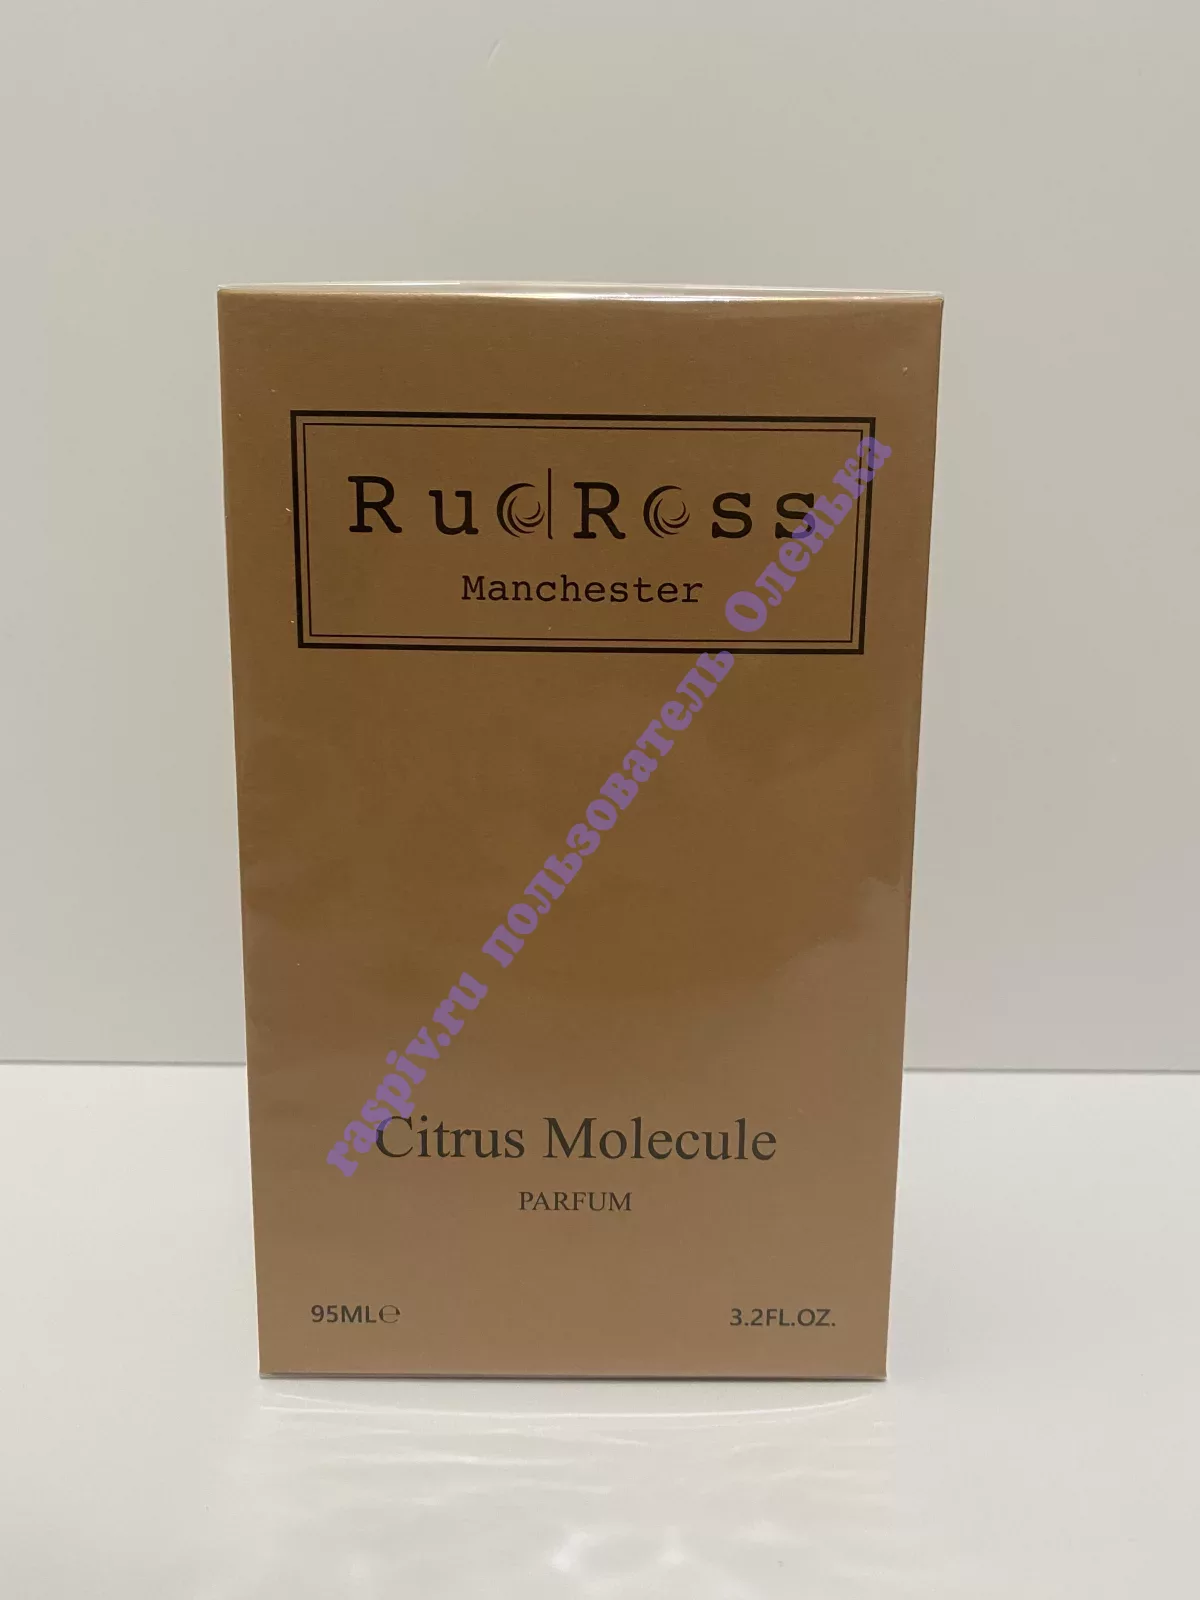 RudRoss
Manchester
raspiv.ru пользователь Оленька
Citrus Molecule
PARFUM
95ML℮
3.2FL.OZ.